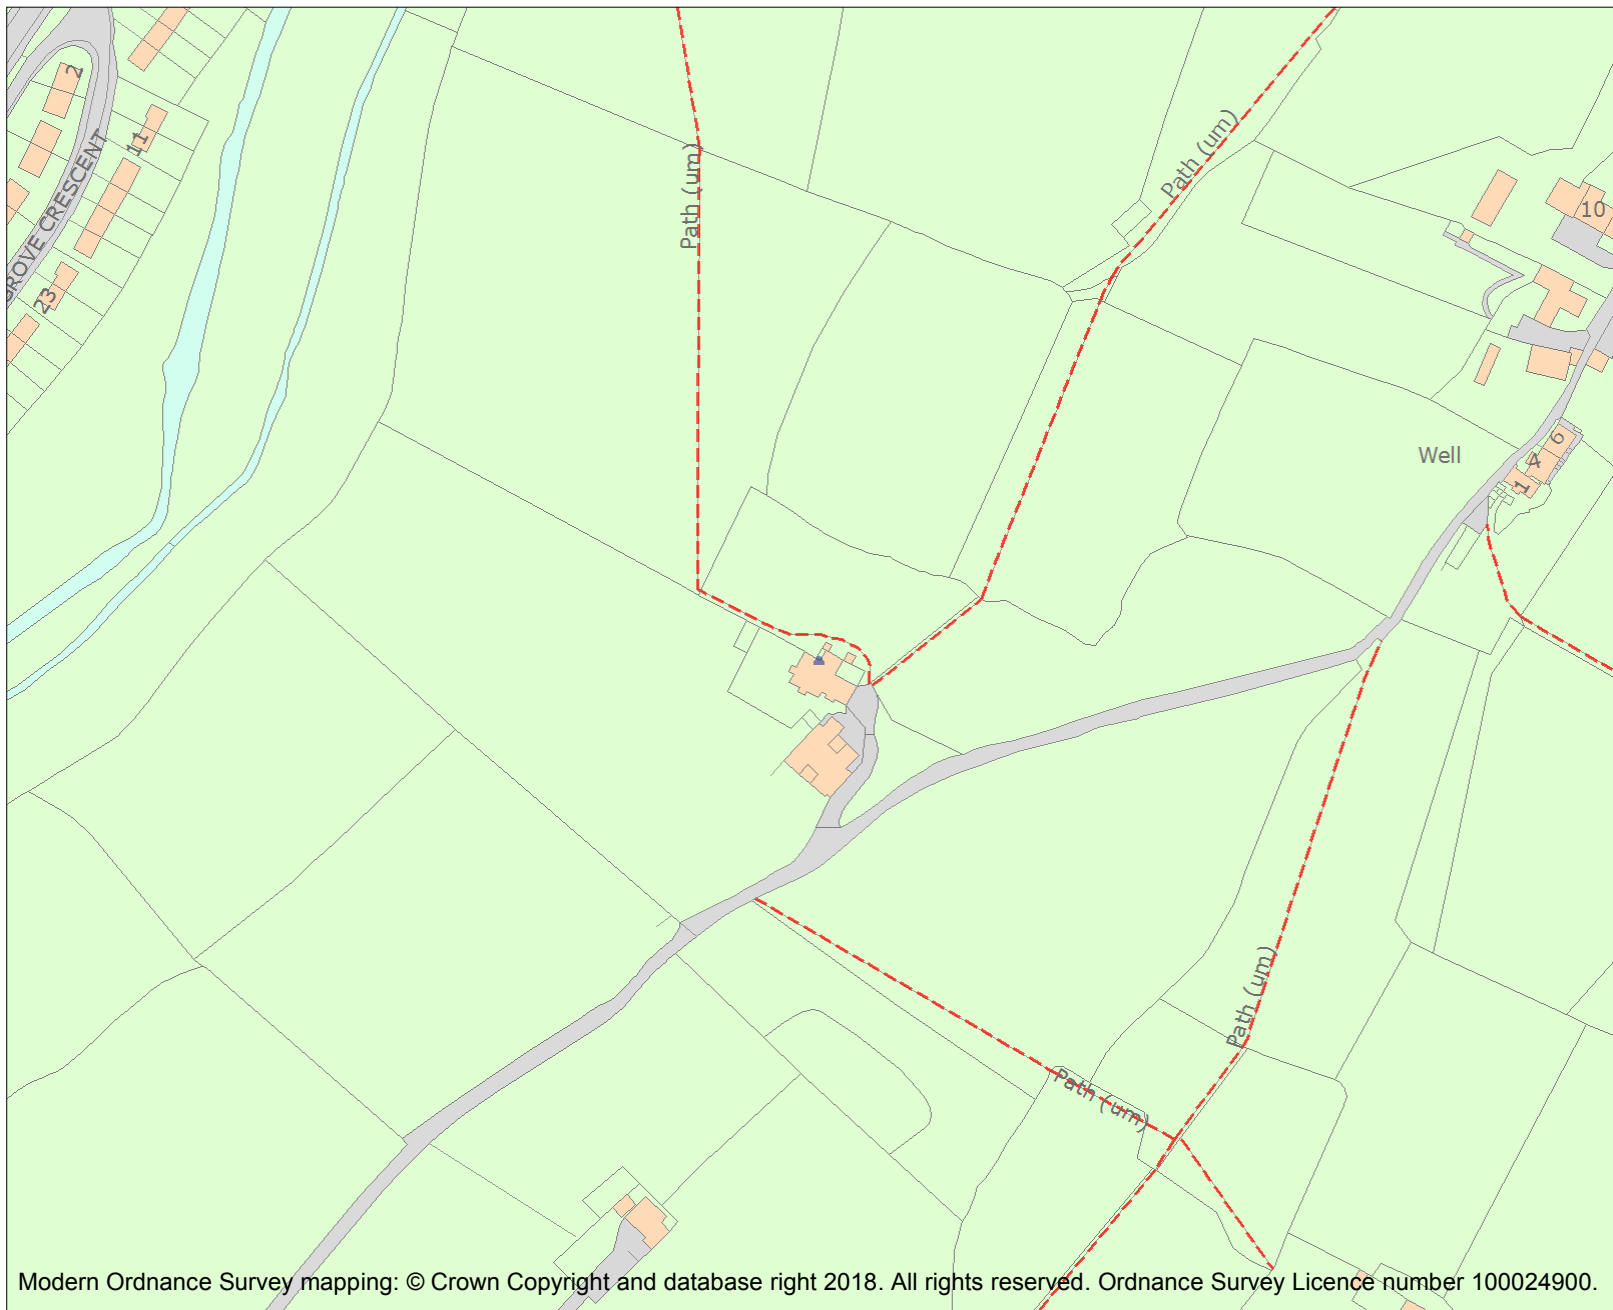 2
11
GROVE CRESCENT
23
Path (um)
Path (um)
10
Well
6
4
1
Path (um)
Path (um)
Modern Ordnance Survey mapping: © Crown Copyright and database right 2018. All rights reserved. Ordnance Survey Licence number 100024900.